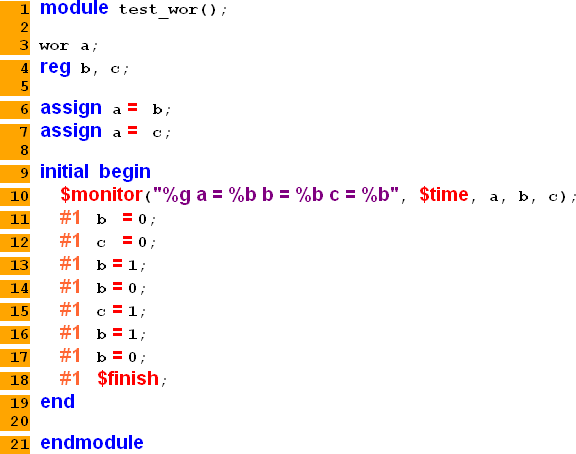 1 module test_wor();
2
3 wor a;
4 reg b, c;
5
6 assign a = b;
7 assign a = c;
8
9 initial begin
10 $monitor("%g a = %b b = %b c = %b", $time, a, b, c);
11 #1 b = 0;
12 #1 c = 0;
13 #1 b = 1;
14 #1 b = 0;
15 #1 c = 1;
16 #1 b = 1;
17 #1 b = 0;
18 #1 $finish;
19 end
20
21 endmodule